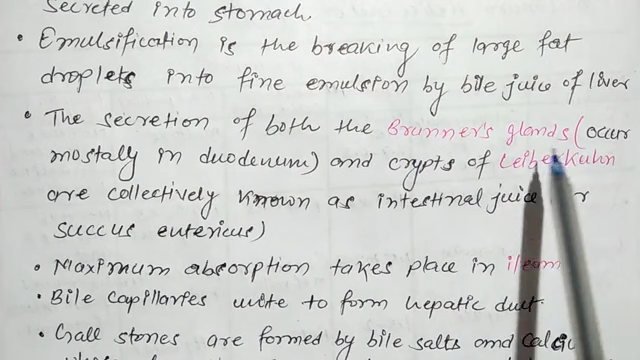 secreted into stomach
• Emulsification is the breaking of large fat
droplets into fine emulsion by bile juice of liver
• The secretion of both the Brunner's glands (occur
mostaly in duodenum) and crypts of Leiberkuhn
are collectively known as intestinal juice or
succus entericus)
• Maximum absorption takes place in ileum
• Bile capillaries unite to form hepatic duct
• Gall stones are formed by bile salts and Calciu